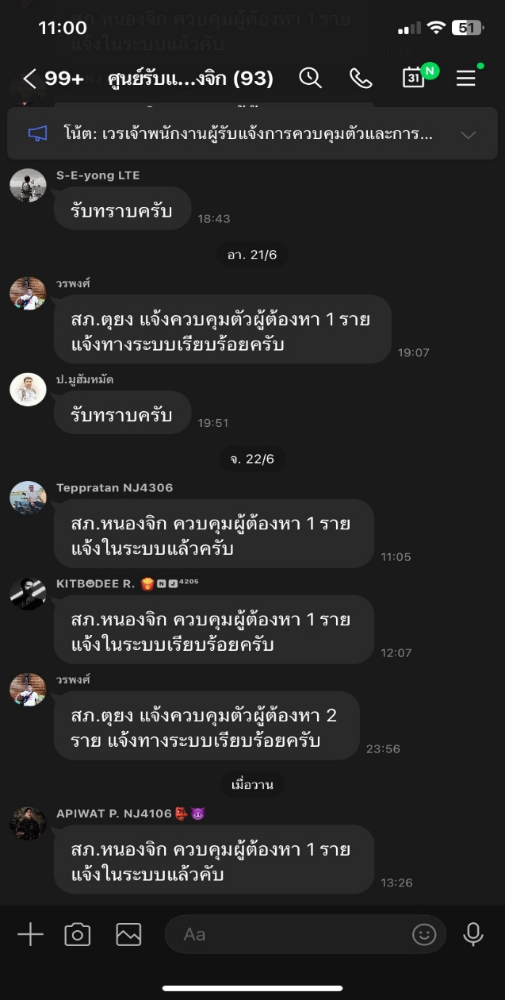 11:00
51
99+ ศูนย์รับแ...งจิก (93)
31
N
โน้ต: เวรเจ้าพนักงานผู้รับแจ้งการควบคุมตัวและการ...
S-E-yong LTE
รับทราบครับ
18:43
อา. 21/6
วรพงศ์
สภ.ตุยง แจ้งควบคุมตัวผู้ต้องหา 1 ราย
แจ้งทางระบบเรียบร้อยครับ
19:07
ป.มูฮัมหมัด
รับทราบครับ
19:51
จ. 22/6
Teppratan NJ4306
สภ.หนองจิก ควบคุมผู้ต้องหา 1 ราย
แจ้งในระบบแล้วครับ
11:05
KITBODEE R. 🍟 NJ⁴²⁰⁵
สภ.หนองจิก ควบคุมผู้ต้องหา 1 ราย
แจ้งในระบบเรียบร้อยครับ
12:07
วรพงศ์
สภ.ตุยง แจ้งควบคุมตัวผู้ต้องหา 2
ราย แจ้งทางระบบเรียบร้อยครับ
23:56
เมื่อวาน
APIWAT P. NJ4106👺😈
สภ.หนองจิก ควบคุมผู้ต้องหา 1 ราย
แจ้งในระบบแล้วคับ
13:26
Aa